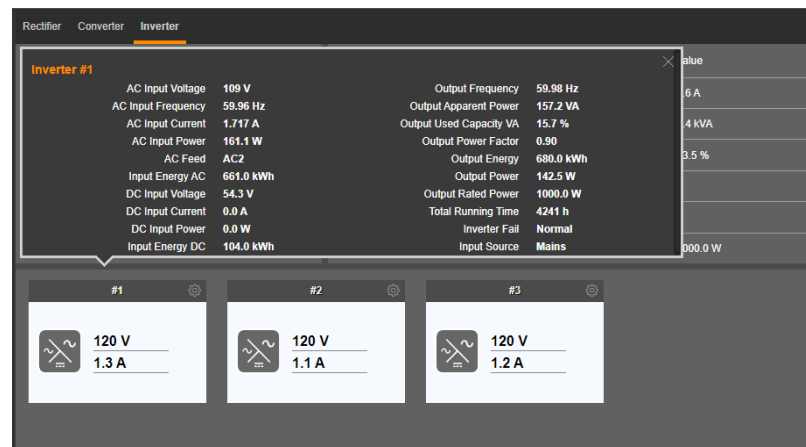 Rectifier Converter Inverter
Inverter #1
AC Input Voltage 109 V Output Frequency 59.98 Hz
AC Input Frequency 59.96 Hz Output Apparent Power 157.2 VA
AC Input Current 1.717 A Output Used Capacity VA 15.7 %
AC Input Power 161.1 W Output Power Factor 0.90
AC Feed AC2 Output Energy 680.0 kWh
Input Energy AC 661.0 kWh Output Power 142.5 W
DC Input Voltage 54.3 V Output Rated Power 1000.0 W
DC Input Current 0.0 A Total Running Time 4241 h
DC Input Power 0.0 W Inverter Fail Normal
Input Energy DC 104.0 kWh Input Source Mains
alue
.6 A
.4 kVA
3.5 %
000.0 W
#1 #2 #3
120 V 120 V 120 V
1.3 A 1.1 A 1.2 A